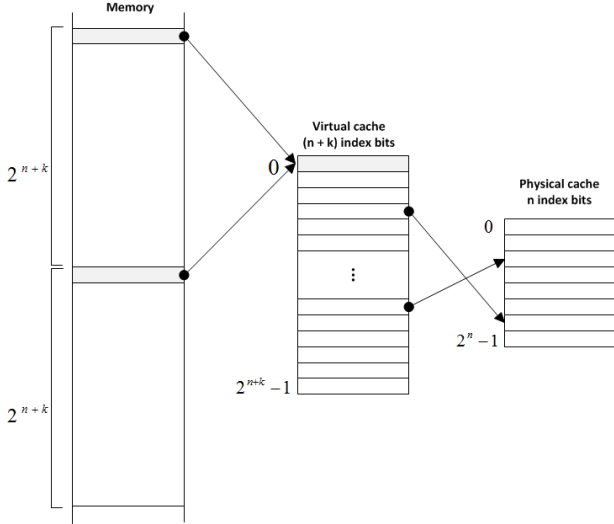 Memory
2^{n+k}
2^{n+k}
Virtual cache
(n + k) index bits
0
⋮
2^{n+k} – 1
Physical cache
n index bits
0
2^{n} – 1